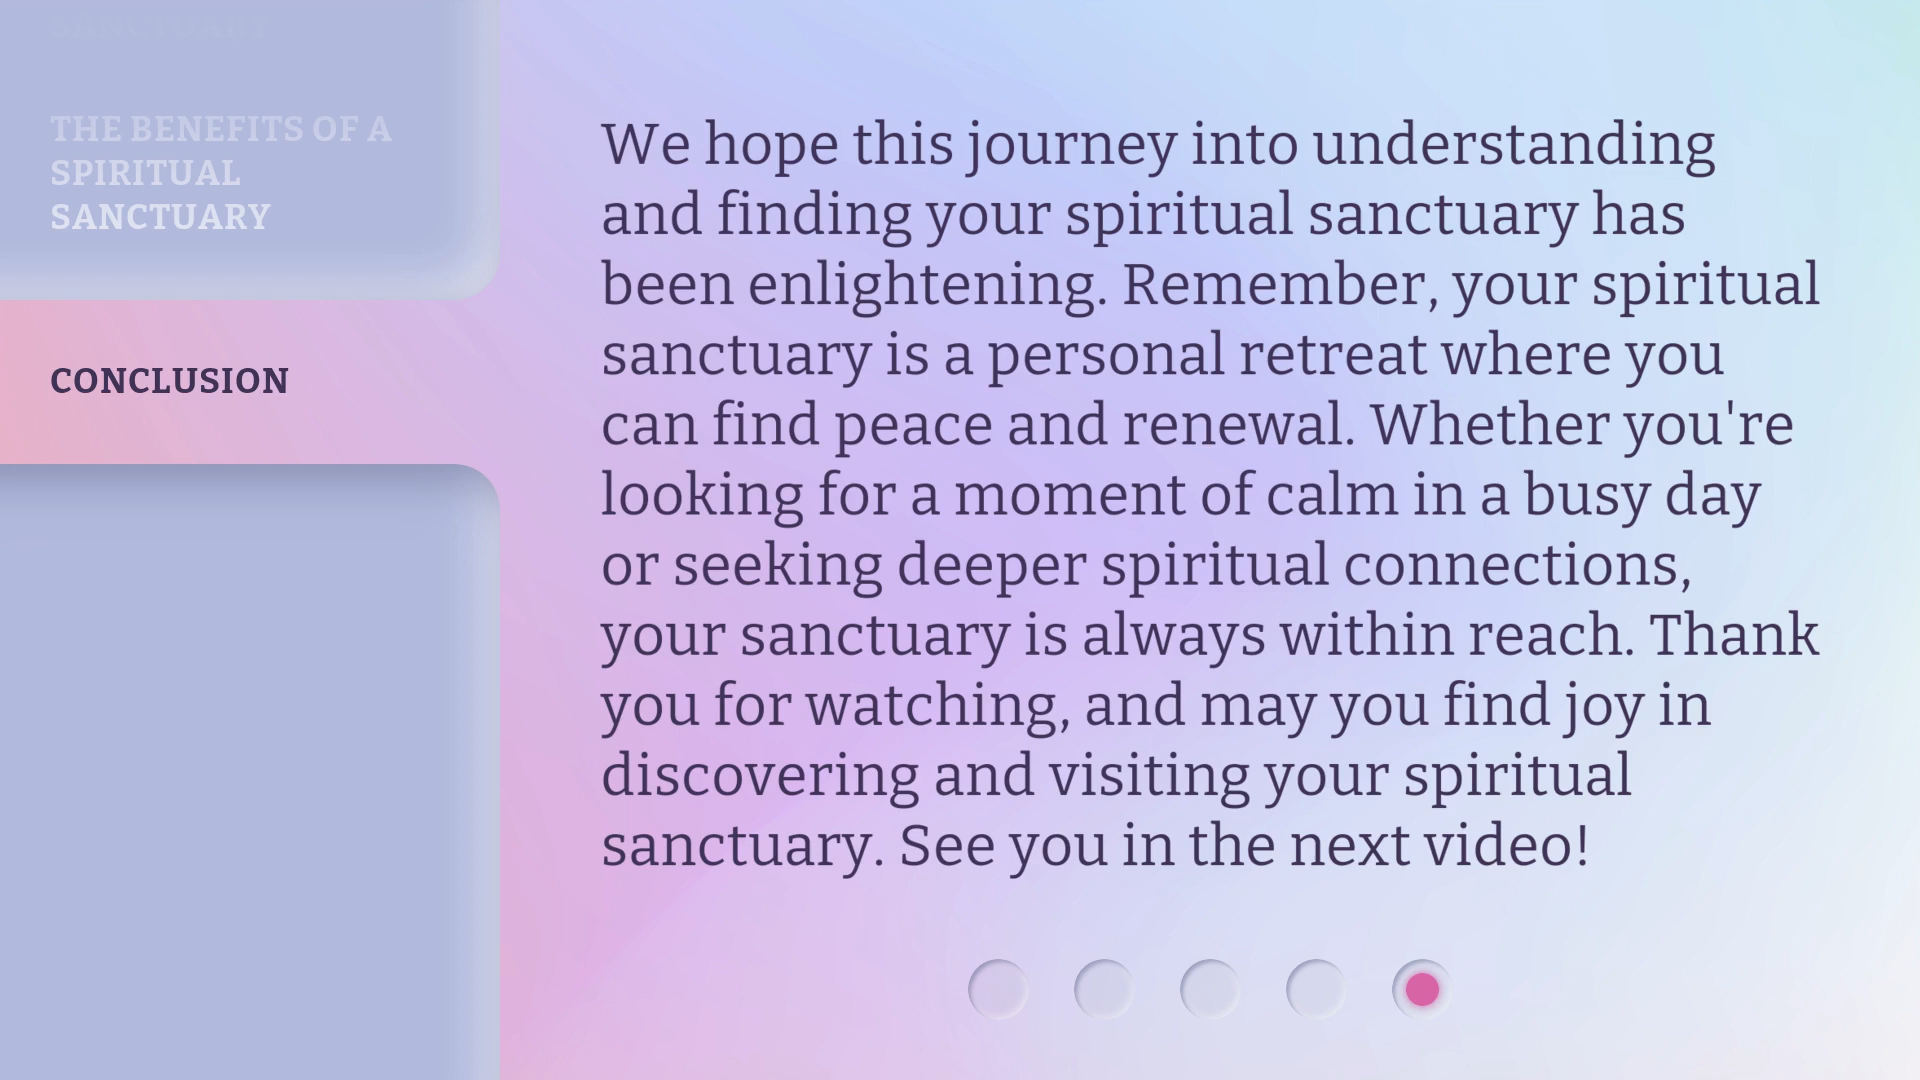 SANCTUARY
THE BENEFITS OF A
SPIRITUAL
SANCTUARY
CONCLUSION
We hope this journey into understanding
and finding your spiritual sanctuary has
been enlightening. Remember, your spiritual
sanctuary is a personal retreat where you
can find peace and renewal. Whether you're
looking for a moment of calm in a busy day
or seeking deeper spiritual connections,
your sanctuary is always within reach. Thank
you for watching, and may you find joy in
discovering and visiting your spiritual
sanctuary. See you in the next video!